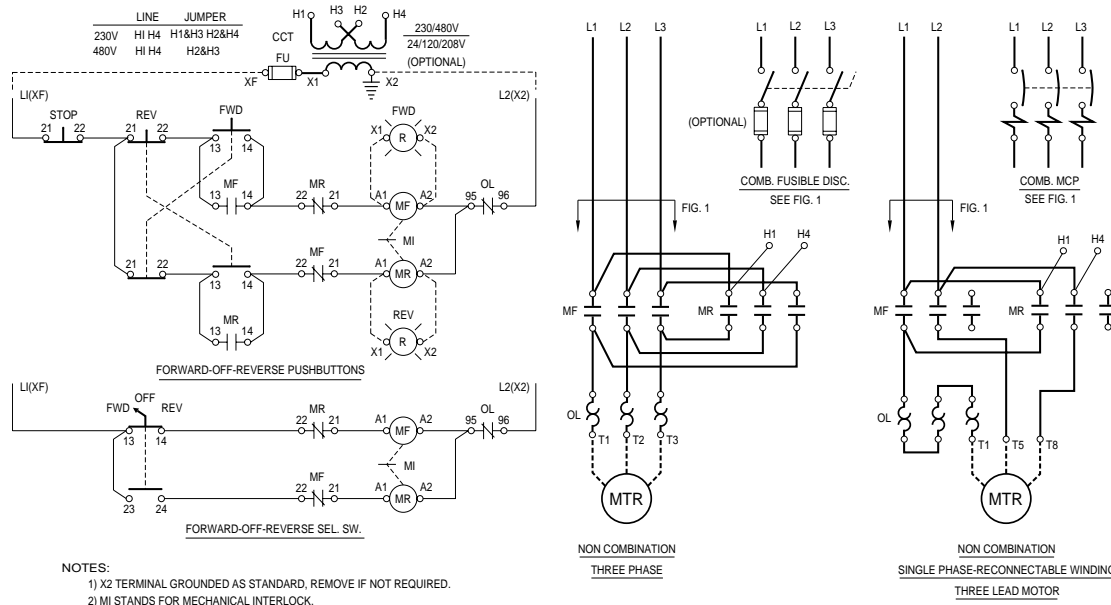 LINE JUMPER
230V HI H4 H1&H3 H2&H4
480V HI H4 H2&H3
H1 H3 H2 H4
CCT
230/480V
24/120/208V
(OPTIONAL)
FU
XF X1 X2
LI(XF) L2(X2)
STOP REV FWD FWD
21 22 21 22 13 14 X1 R X2
MF MR OL
13 14 22 21 A1 MF A2 95 96
MI
MF
21 22 13 14 22 21 A1 MR A2
MR REV
13 14 X1 R X2
FORWARD-OFF-REVERSE PUSHBUTTONS
LI(XF) L2(X2)
OFF
FWD REV MR OL
13 14 22 21 A1 MF A2 95 96
MI
MF
23 24 22 21 A1 MR A2
FORWARD-OFF-REVERSE SEL. SW.
NOTES:
1) X2 TERMINAL GROUNDED AS STANDARD, REMOVE IF NOT REQUIRED.
2) MI STANDS FOR MECHANICAL INTERLOCK.
L1 L2 L3
L1 L2 L3
(OPTIONAL)
COMB. FUSIBLE DISC.
SEE FIG. 1
FIG. 1
H1 H4
MF MR
OL
T1 T2 T3
MTR
NON COMBINATION
THREE PHASE
L1 L2
L1 L2 L3
COMB. MCP
SEE FIG. 1
FIG. 1
H1 H4
MF MR
OL
T1 T5 T8
MTR
NON COMBINATION
SINGLE PHASE-RECONNECTABLE WINDING
THREE LEAD MOTOR